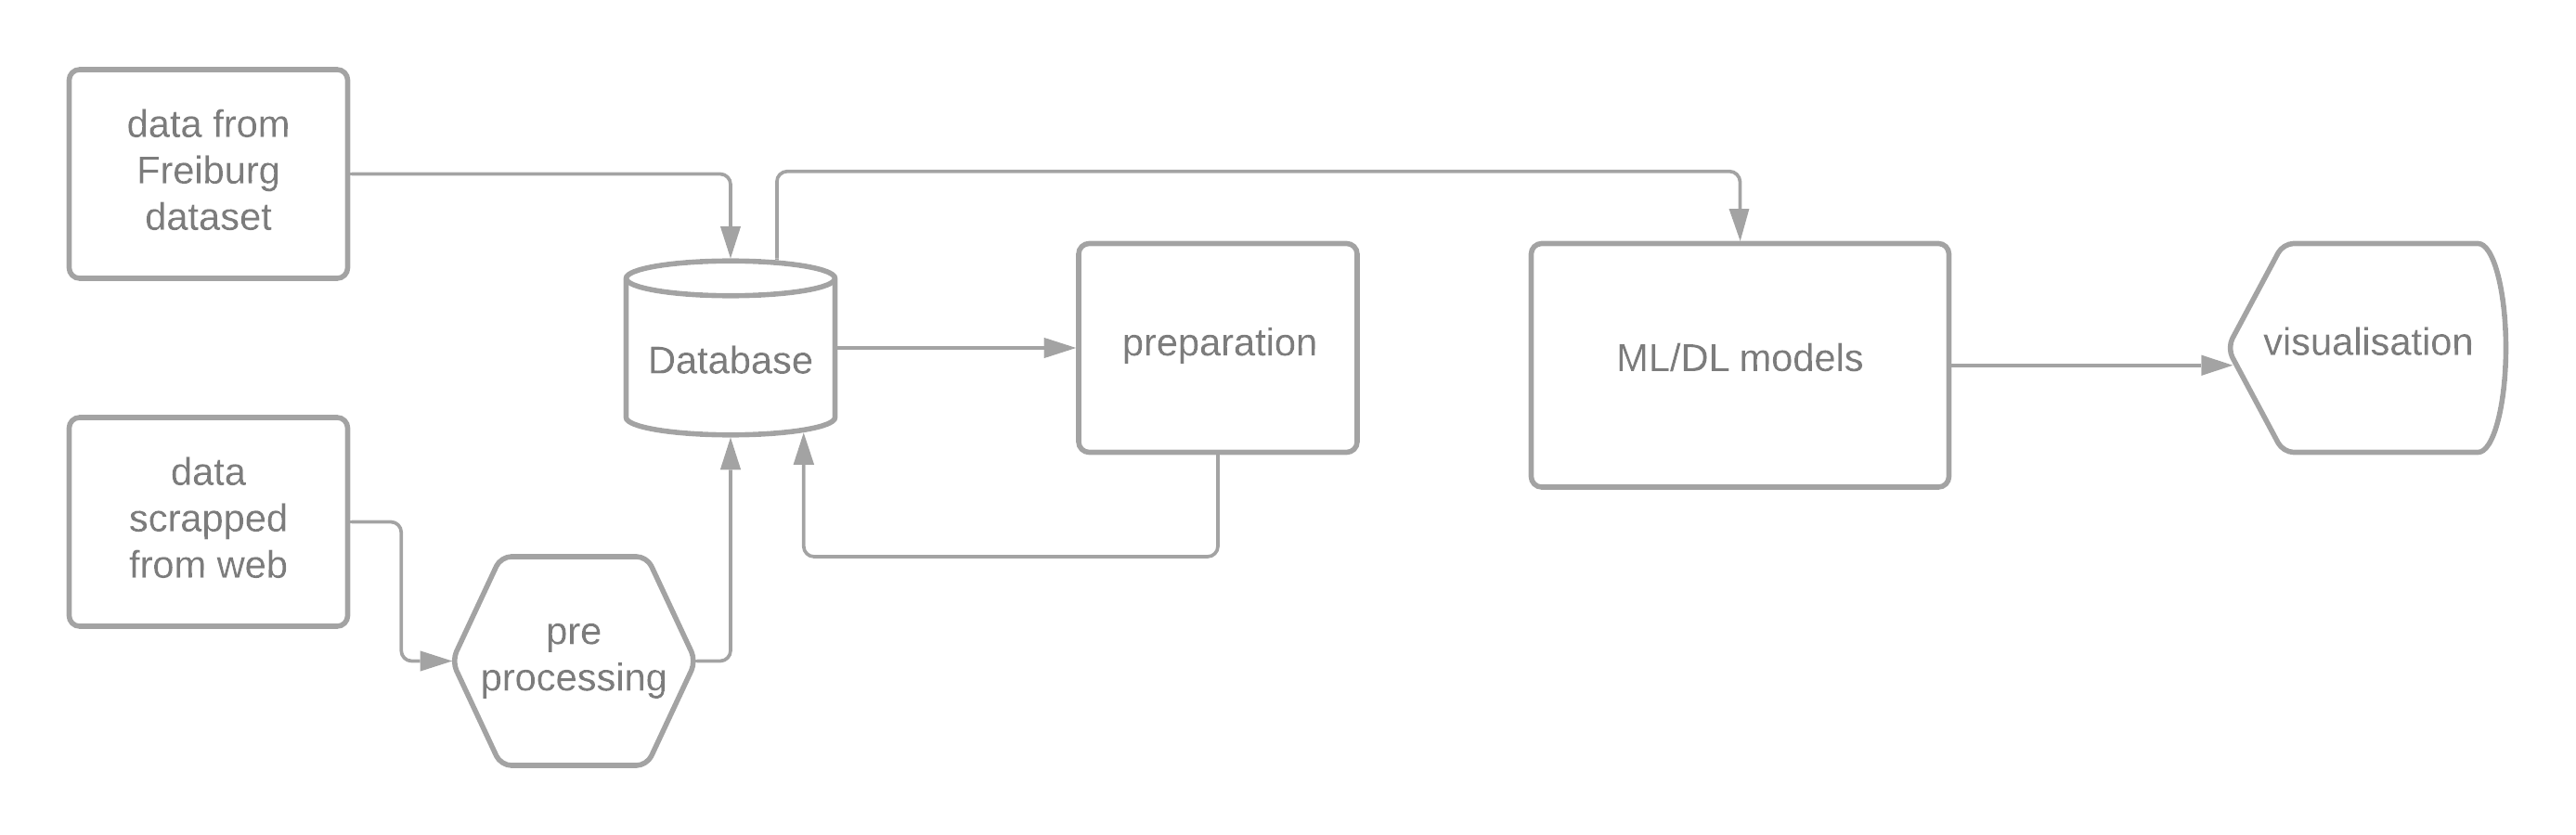 data from
Freiburg
dataset
data
scrapped
from web
pre
processing
Database
preparation
ML/DL models
visualisation